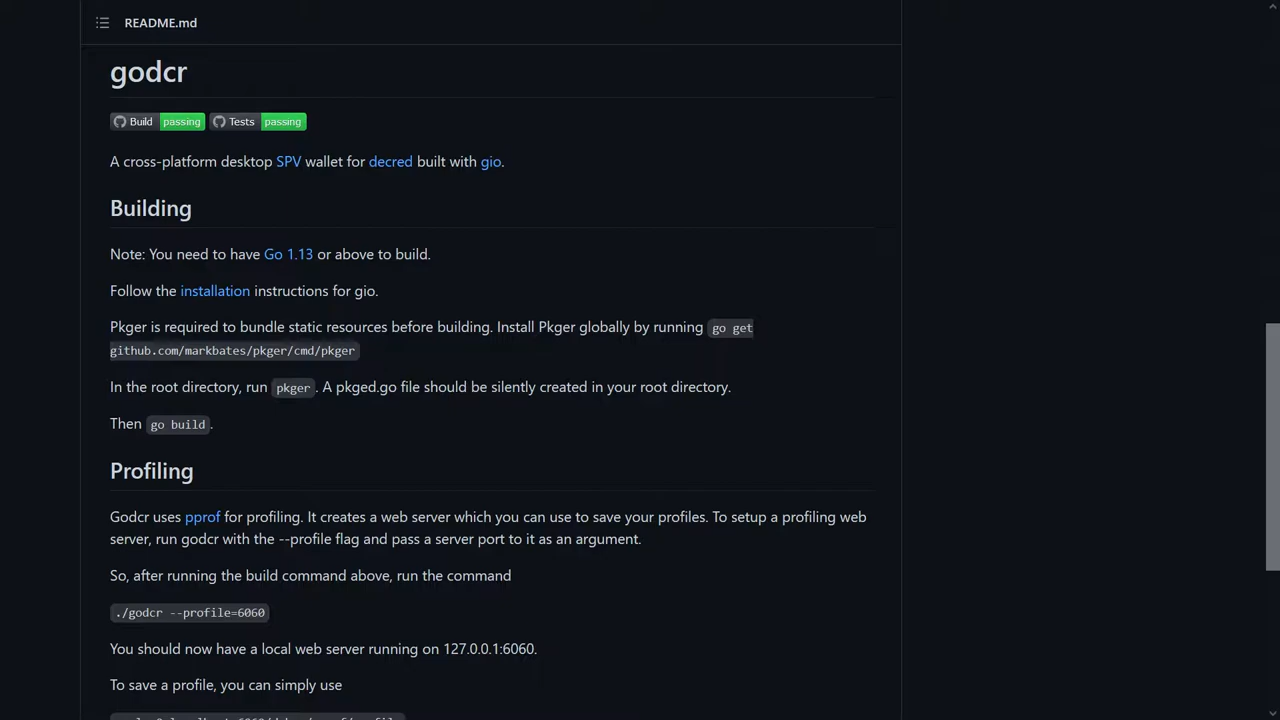 README.md
godcr
Build passing Tests passing
A cross-platform desktop SPV wallet for decred built with gio.
Building
Note: You need to have Go 1.13 or above to build.
Follow the installation instructions for gio.
Pkger is required to bundle static resources before building. Install Pkger globally by running go get
github.com/markbates/pkger/cmd/pkger
In the root directory, run pkger. A pkged.go file should be silently created in your root directory.
Then go build.
Profiling
Godcr uses pprof for profiling. It creates a web server which you can use to save your profiles. To setup a profiling web
server, run godcr with the --profile flag and pass a server port to it as an argument.
So, after running the build command above, run the command
./godcr --profile=6060
You should now have a local web server running on 127.0.0.1:6060.
To save a profile, you can simply use